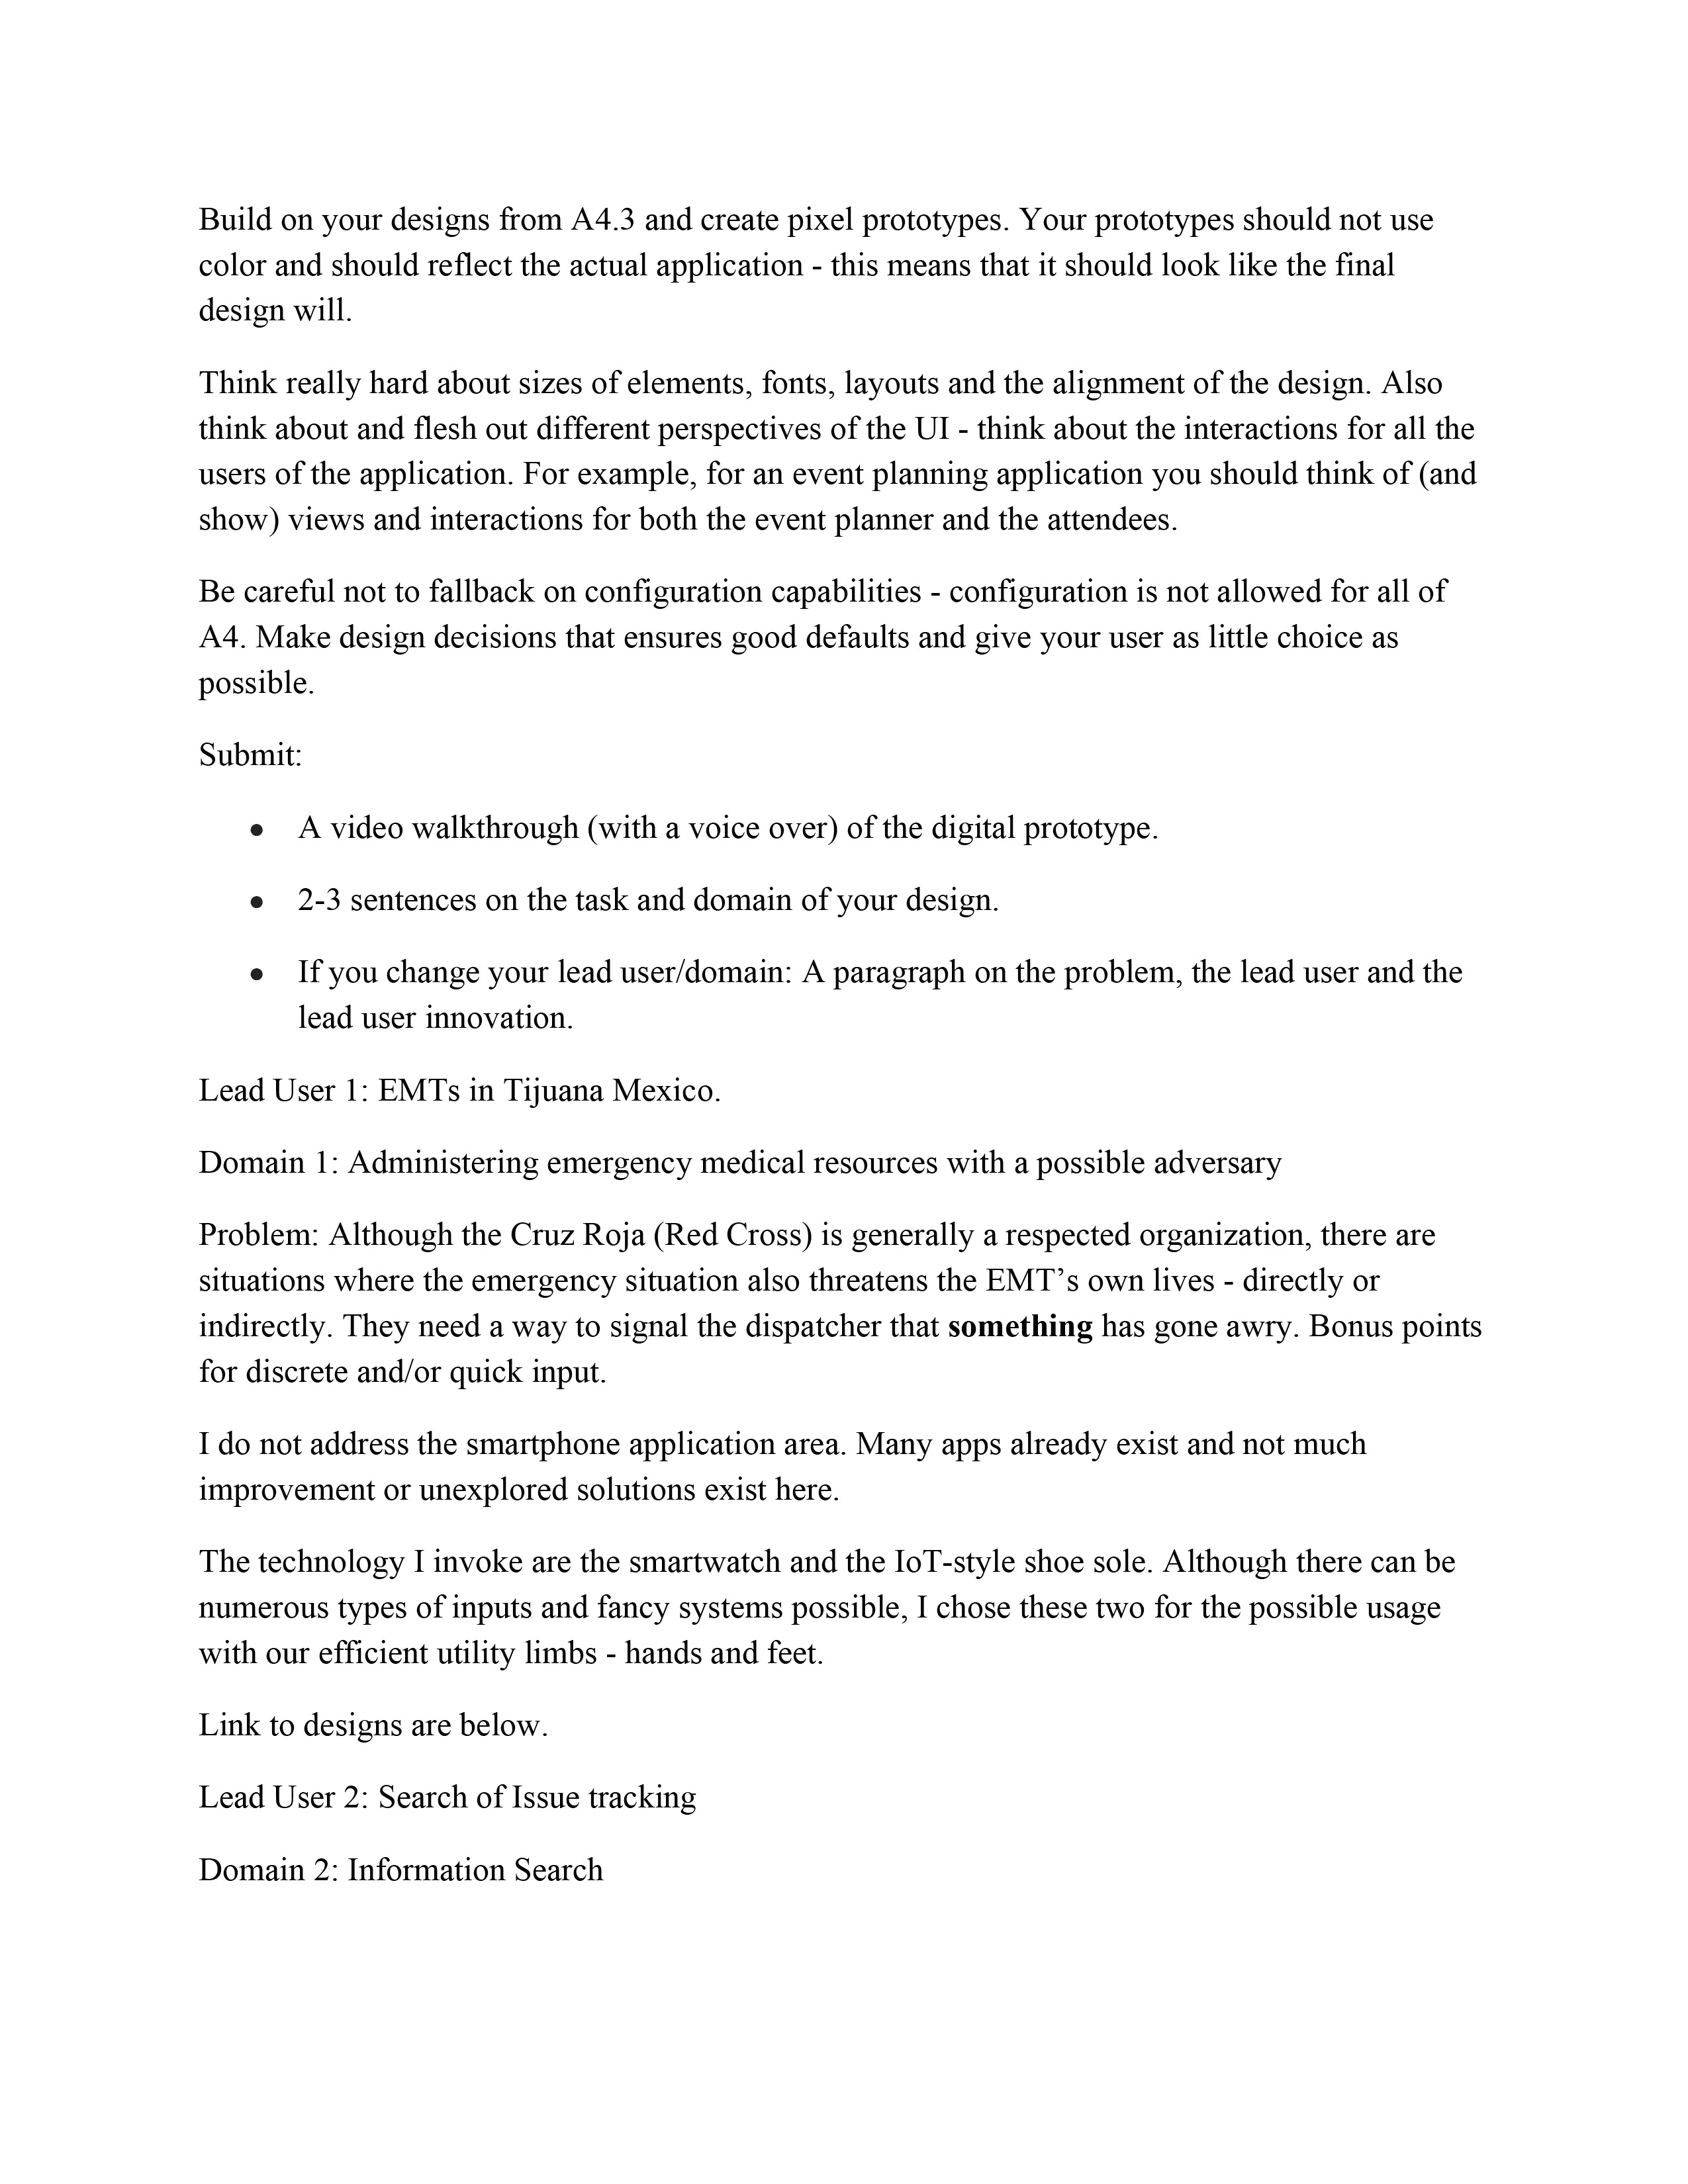 Build on your designs from A4.3 and create pixel prototypes. Your prototypes should not use
color and should reflect the actual application - this means that it should look like the final
design will.
Think really hard about sizes of elements, fonts, layouts and the alignment of the design. Also
think about and flesh out different perspectives of the UI - think about the interactions for all the
users of the application. For example, for an event planning application you should think of (and
show) views and interactions for both the event planner and the attendees.
Be careful not to fallback on configuration capabilities - configuration is not allowed for all of
A4. Make design decisions that ensures good defaults and give your user as little choice as
possible.
Submit:
● A video walkthrough (with a voice over) of the digital prototype.
● 2-3 sentences on the task and domain of your design.
● If you change your lead user/domain: A paragraph on the problem, the lead user and the
lead user innovation.
Lead User 1: EMTs in Tijuana Mexico.
Domain 1: Administering emergency medical resources with a possible adversary
Problem: Although the Cruz Roja (Red Cross) is generally a respected organization, there are
situations where the emergency situation also threatens the EMT’s own lives - directly or
indirectly. They need a way to signal the dispatcher that something has gone awry. Bonus points
for discrete and/or quick input.
I do not address the smartphone application area. Many apps already exist and not much
improvement or unexplored solutions exist here.
The technology I invoke are the smartwatch and the IoT-style shoe sole. Although there can be
numerous types of inputs and fancy systems possible, I chose these two for the possible usage
with our efficient utility limbs - hands and feet.
Link to designs are below.
Lead User 2: Search of Issue tracking
Domain 2: Information Search